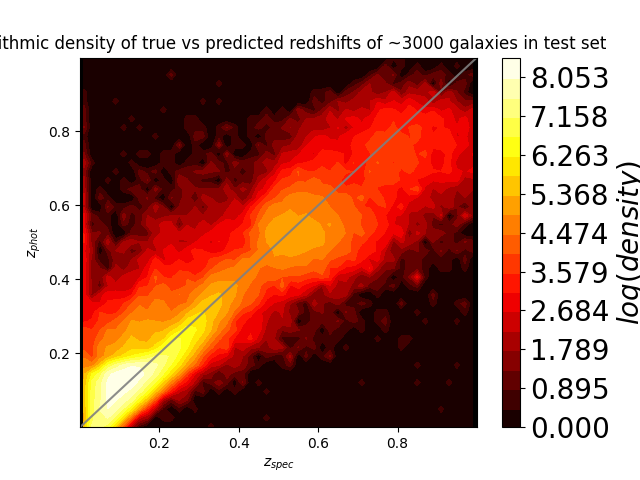 ithmic density of true vs predicted redshifts of ~3000 galaxies in test set
8.053
7.158
6.263
5.368
4.474
3.579
2.684
1.789
0.895
0.000
log(density)
0.8
0.6
0.4
0.2
z_phot
0.2 0.4 0.6 0.8
z_spec